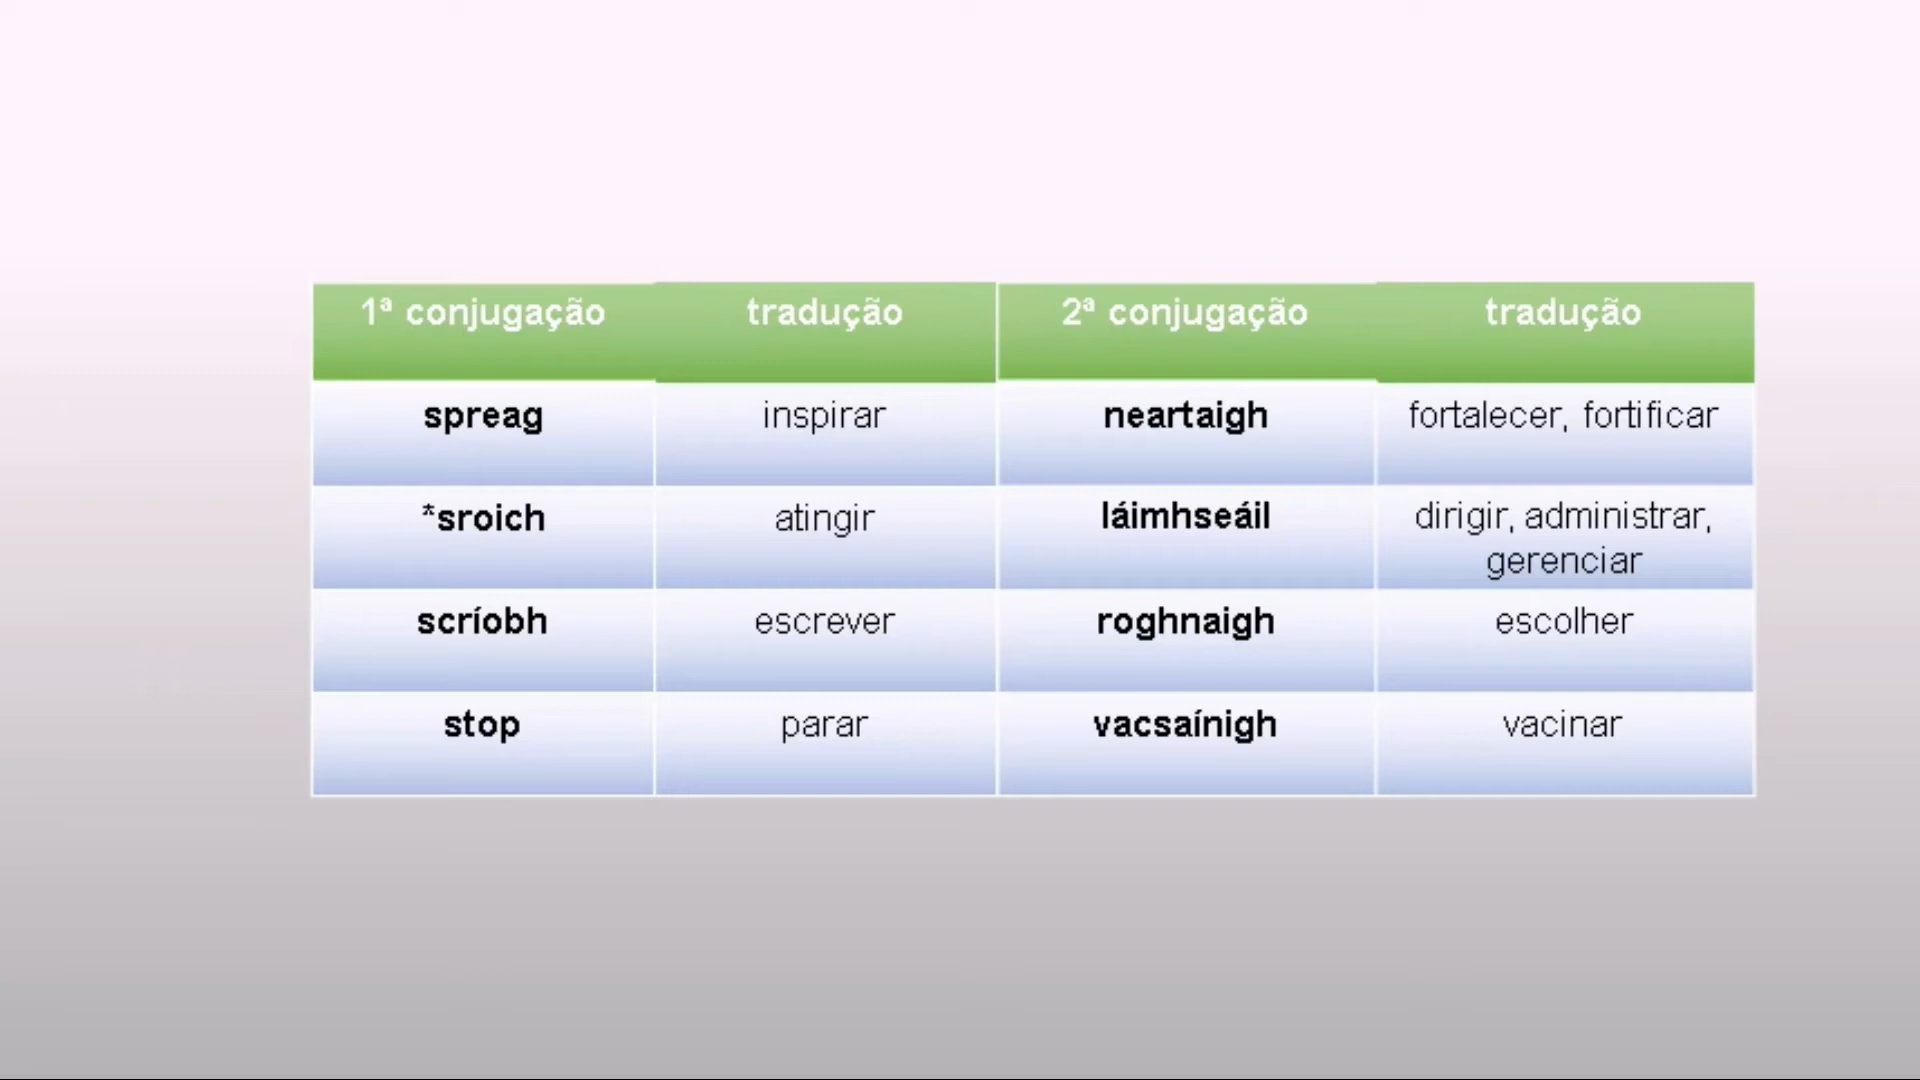 1ª conjugação tradução 2ª conjugação tradução
spreag inspirar neartaigh fortalecer, fortificar
*sroich atingir láimhseáil dirigir, administrar,
gerenciar
scríobh escrever roghnaigh escolher
stop parar vacsaínigh vacinar